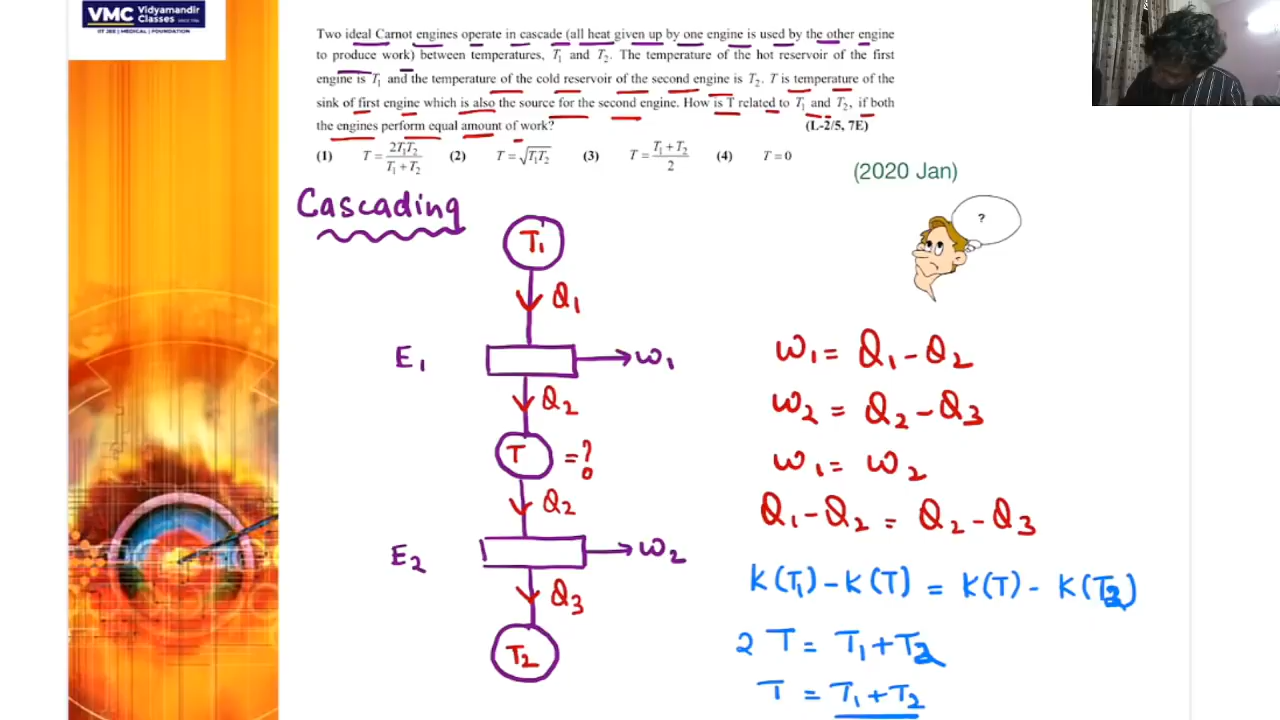 VMC Vidyamandir Classes SINCE 1986
IIT JEE | MEDICAL | FOUNDATION
Two ideal Carnot engines operate in cascade (all heat given up by one engine is used by the other engine
to produce work) between temperatures, T₁ and T₂. The temperature of the hot reservoir of the first
engine is T₁ and the temperature of the cold reservoir of the second engine is T₂. T is temperature of the
sink of first engine which is also the source for the second engine. How is T related to T₁ and T₂, if both
the engines perform equal amount of work? (L-2/5, 7E)
(1) T = 2T₁T₂ / T₁ + T₂ (2) T = √T₁T₂ (3) T = T₁ + T₂ / 2 (4) T = 0
(2020 Jan)
Cascading
?
T₁
Q₁
E₁ → W₁
Q₂
T = ?
Q₂
E₂ → W₂
Q₃
T₂
W₁ = Q₁ - Q₂
W₂ = Q₂ - Q₃
W₁ = W₂
Q₁ - Q₂ = Q₂ - Q₃
K(T₁) - K(T) = K(T) - K(T₂)
2 T = T₁ + T₂
T = T₁ + T₂